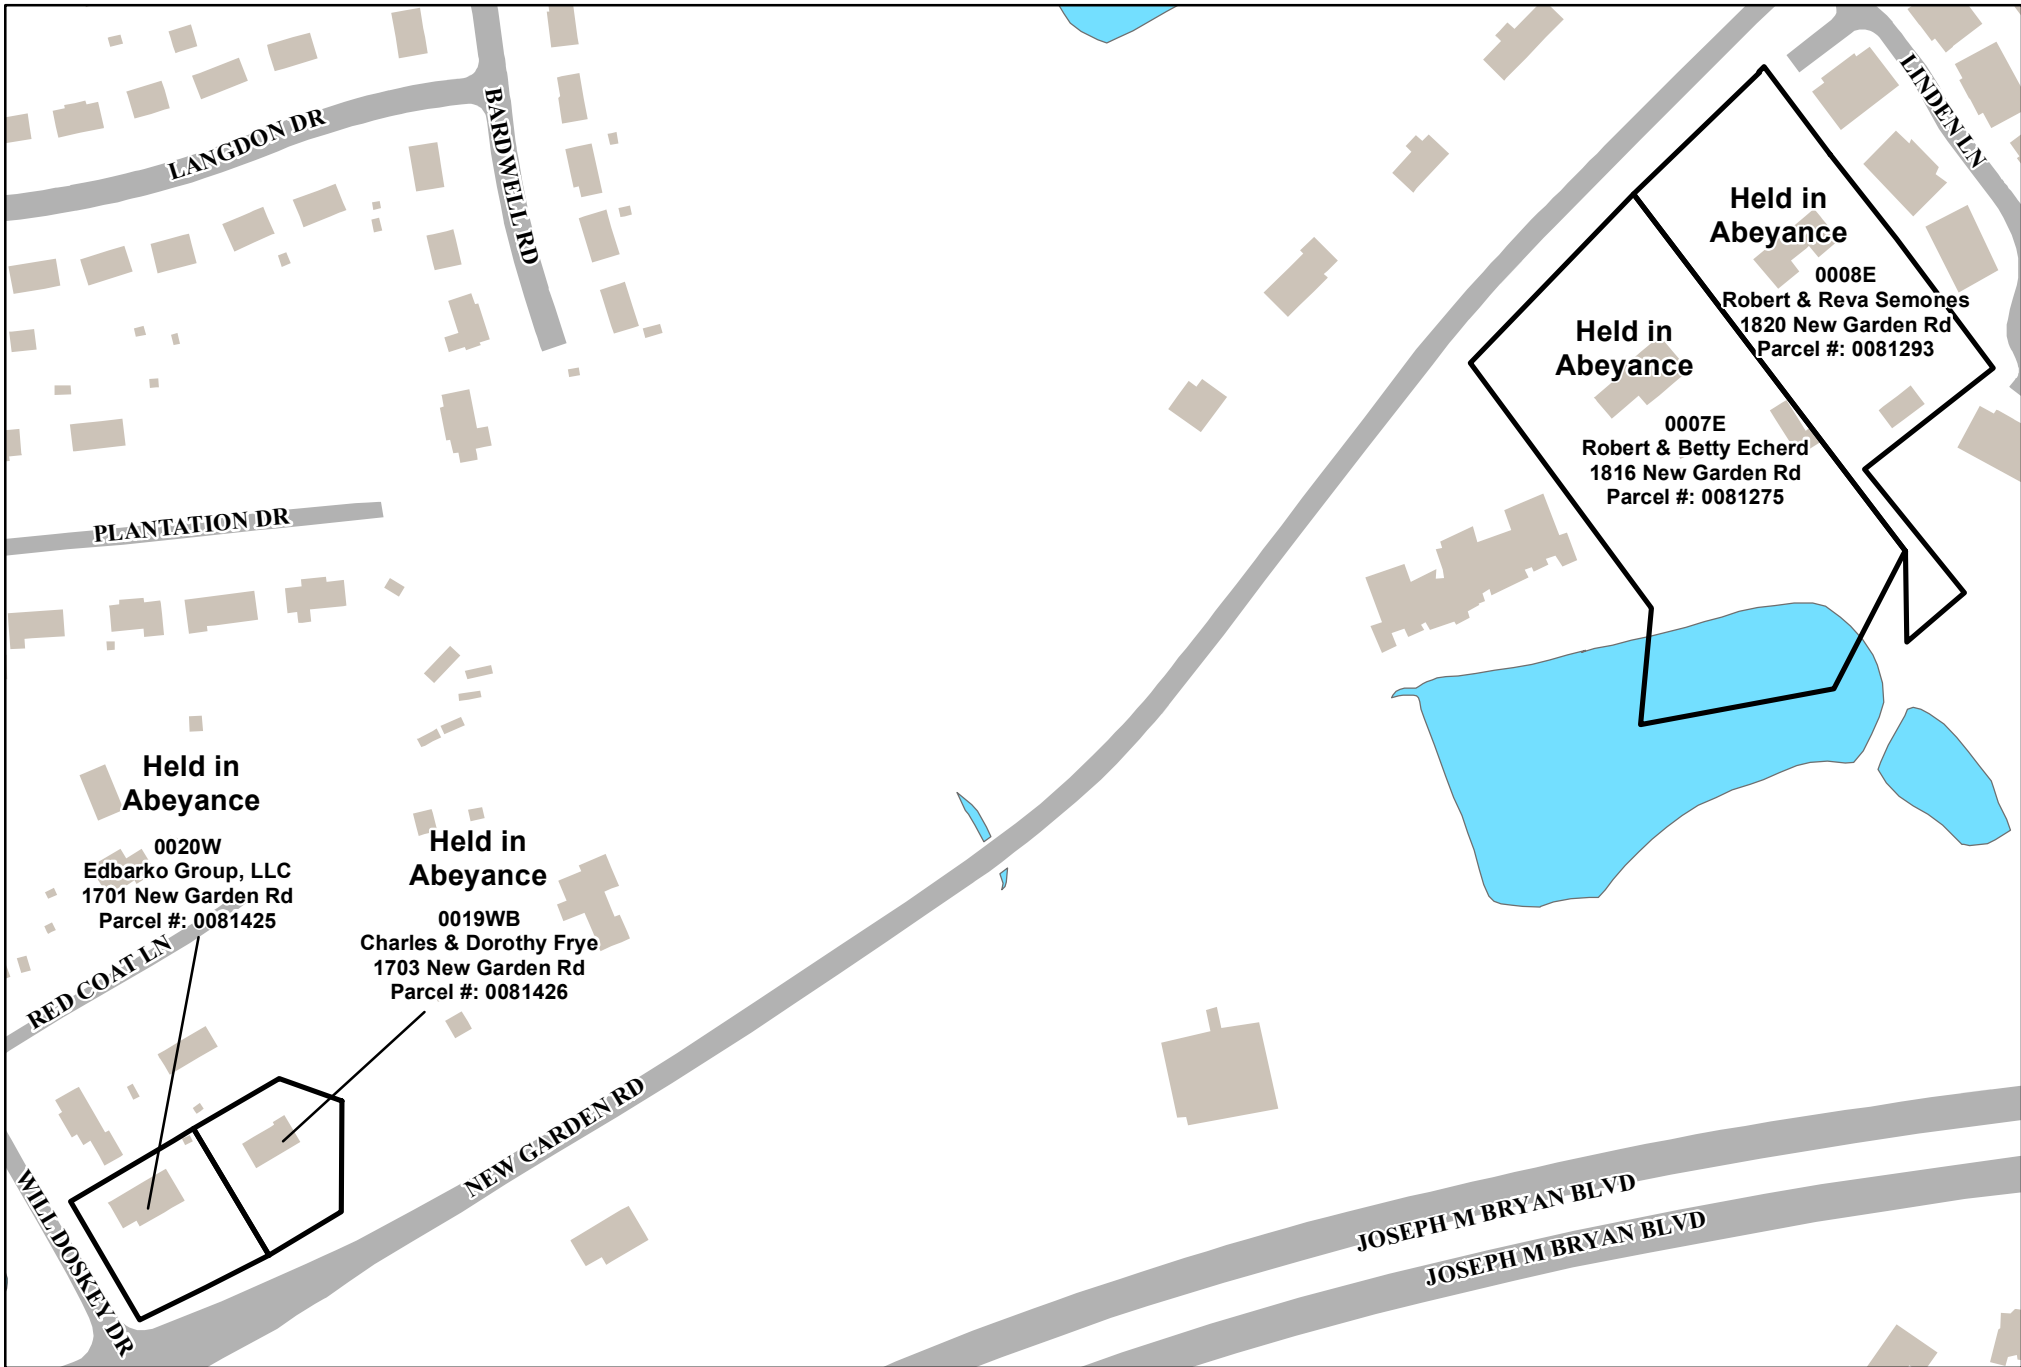 LANGDON DR
BARDWELL RD
LINDEN LN
Held in
Abeyance
0008E
Robert & Reva Semones
1820 New Garden Rd
Parcel #: 0081293
Held in
Abeyance
0007E
Robert & Betty Echerd
1816 New Garden Rd
Parcel #: 0081275
PLANTATION DR
Held in
Abeyance
0020W
Edbarko Group, LLC
1701 New Garden Rd
Parcel #: 0081425
Held in
Abeyance
0019WB
Charles & Dorothy Frye
1703 New Garden Rd
Parcel #: 0081426
RED COAT LN
NEW GARDEN RD
WILL DOSKEY DR
JOSEPH M BRYAN BLVD
JOSEPH M BRYAN BLVD